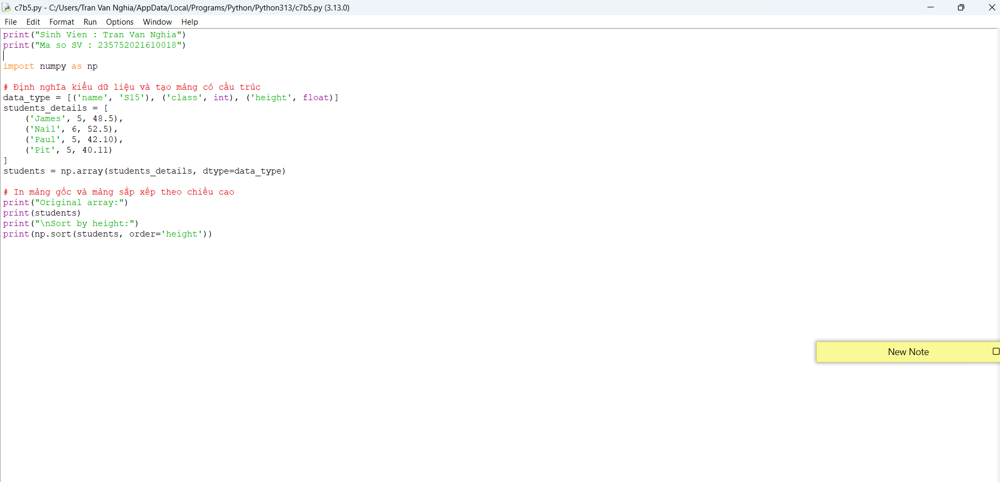 c7b5.py - C:/Users/Tran Van Nghia/AppData/Local/Programs/Python/Python313/c7b5.py (3.13.0)
File Edit Format Run Options Window Help
print("Sinh Vien : Tran Van Nghia")
print("Ma so SV : 235752021610018")
import numpy as np
# Định nghĩa kiểu dữ liệu và tạo mảng có cấu trúc
data_type = [('name', 'S15'), ('class', int), ('height', float)]
students_details = [
    ('James', 5, 48.5),
    ('Nail', 6, 52.5),
    ('Paul', 5, 42.10),
    ('Pit', 5, 40.11)
]
students = np.array(students_details, dtype=data_type)
# In mảng gốc và mảng sắp xếp theo chiều cao
print("Original array:")
print(students)
print("\nSort by height:")
print(np.sort(students, order='height'))
New Note